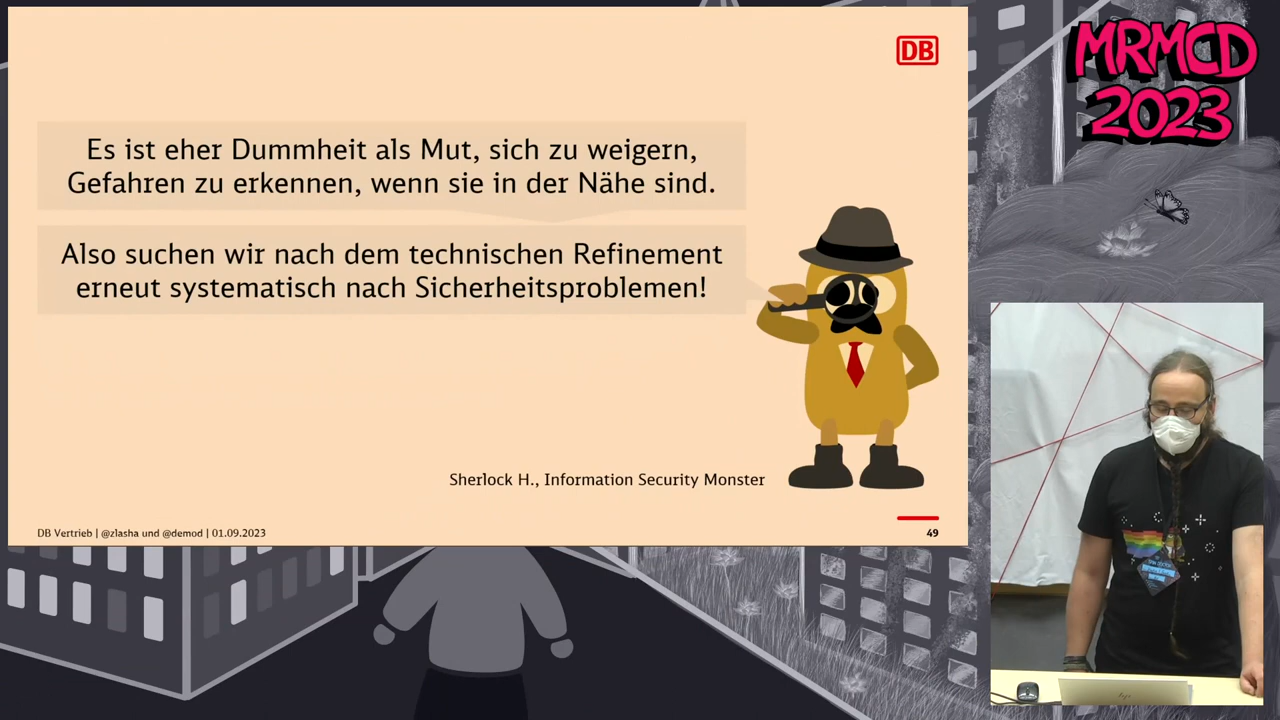 DB
MRMCD
2023
Es ist eher Dummheit als Mut, sich zu weigern,
Gefahren zu erkennen, wenn sie in der Nähe sind.
Also suchen wir nach dem technischen Refinement
erneut systematisch nach Sicherheitsproblemen!
Sherlock H., Information Security Monster
DB Vertrieb | @zlasha und @demod | 01.09.2023
49